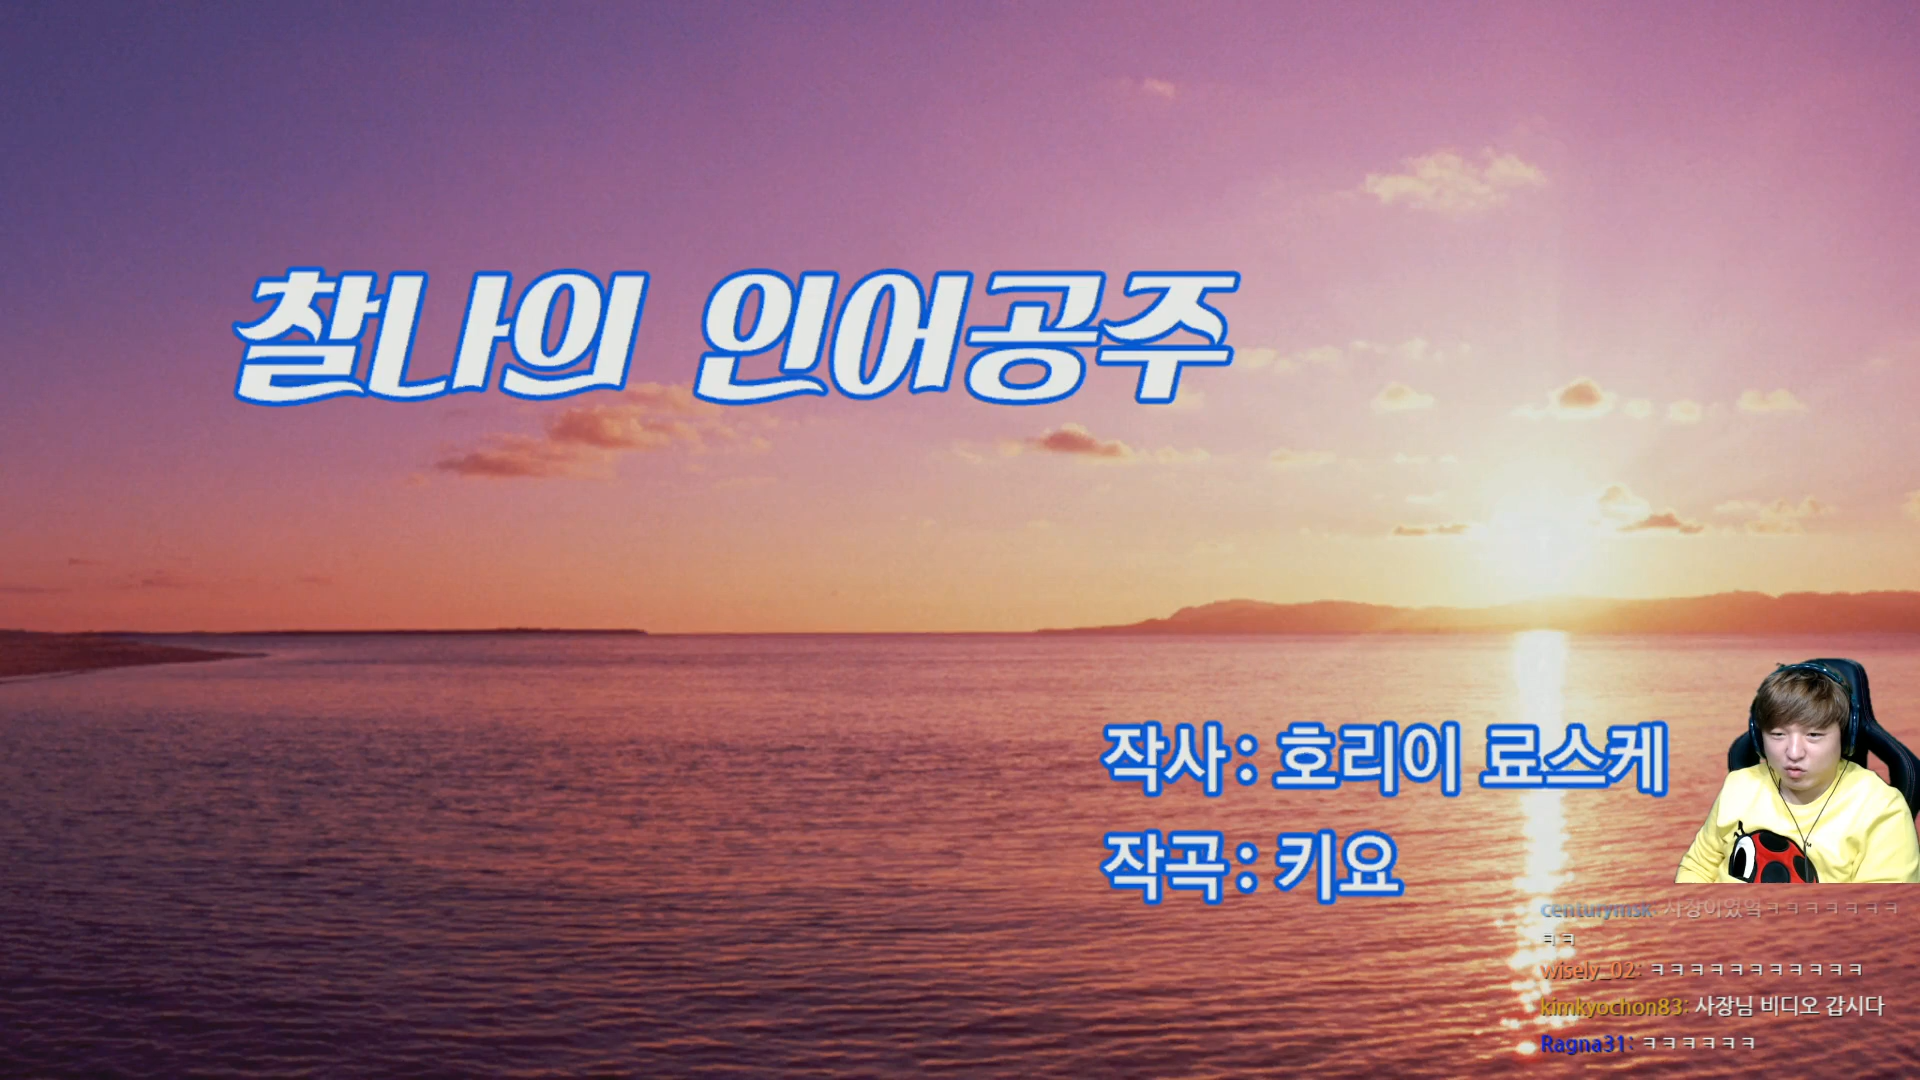 찰나의 인어공주
작사: 호리이 료스케
작곡: 키요
centurymsk: 사장이었엌ㅋㅋㅋㅋㅋㅋㅋ
ㅋㅋ
wisely_02: ㅋㅋㅋㅋㅋㅋㅋㅋㅋㅋㅋ
kimkyochon83: 사장님 비디오 갑시다
Ragna31: ㅋㅋㅋㅋㅋㅋ